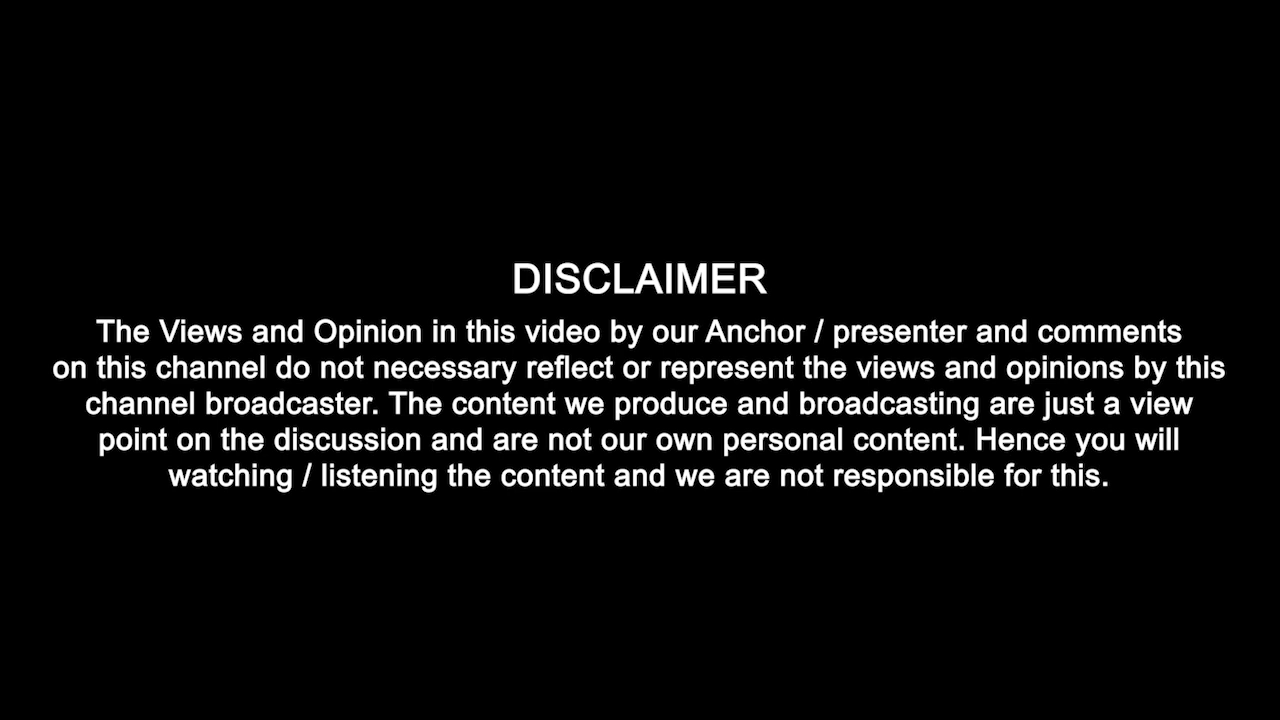 DISCLAIMER
The Views and Opinion in this video by our Anchor / presenter and comments
on this channel do not necessary reflect or represent the views and opinions by this
channel broadcaster. The content we produce and broadcasting are just a view
point on the discussion and are not our own personal content. Hence you will
watching / listening the content and we are not responsible for this.